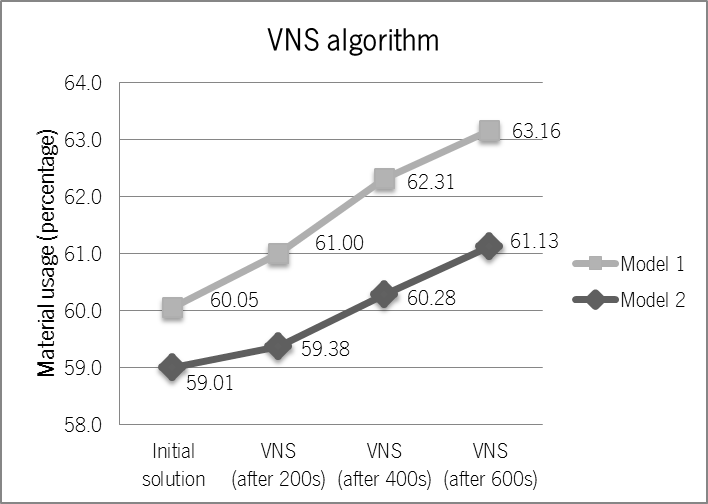 VNS algorithm
Material usage (percentage)
64.0
63.0
62.0
61.0
60.0
59.0
58.0
60.05
61.00
62.31
63.16
59.01
59.38
60.28
61.13
Initial
solution
VNS
(after 200s)
VNS
(after 400s)
VNS
(after 600s)
Model 1
Model 2